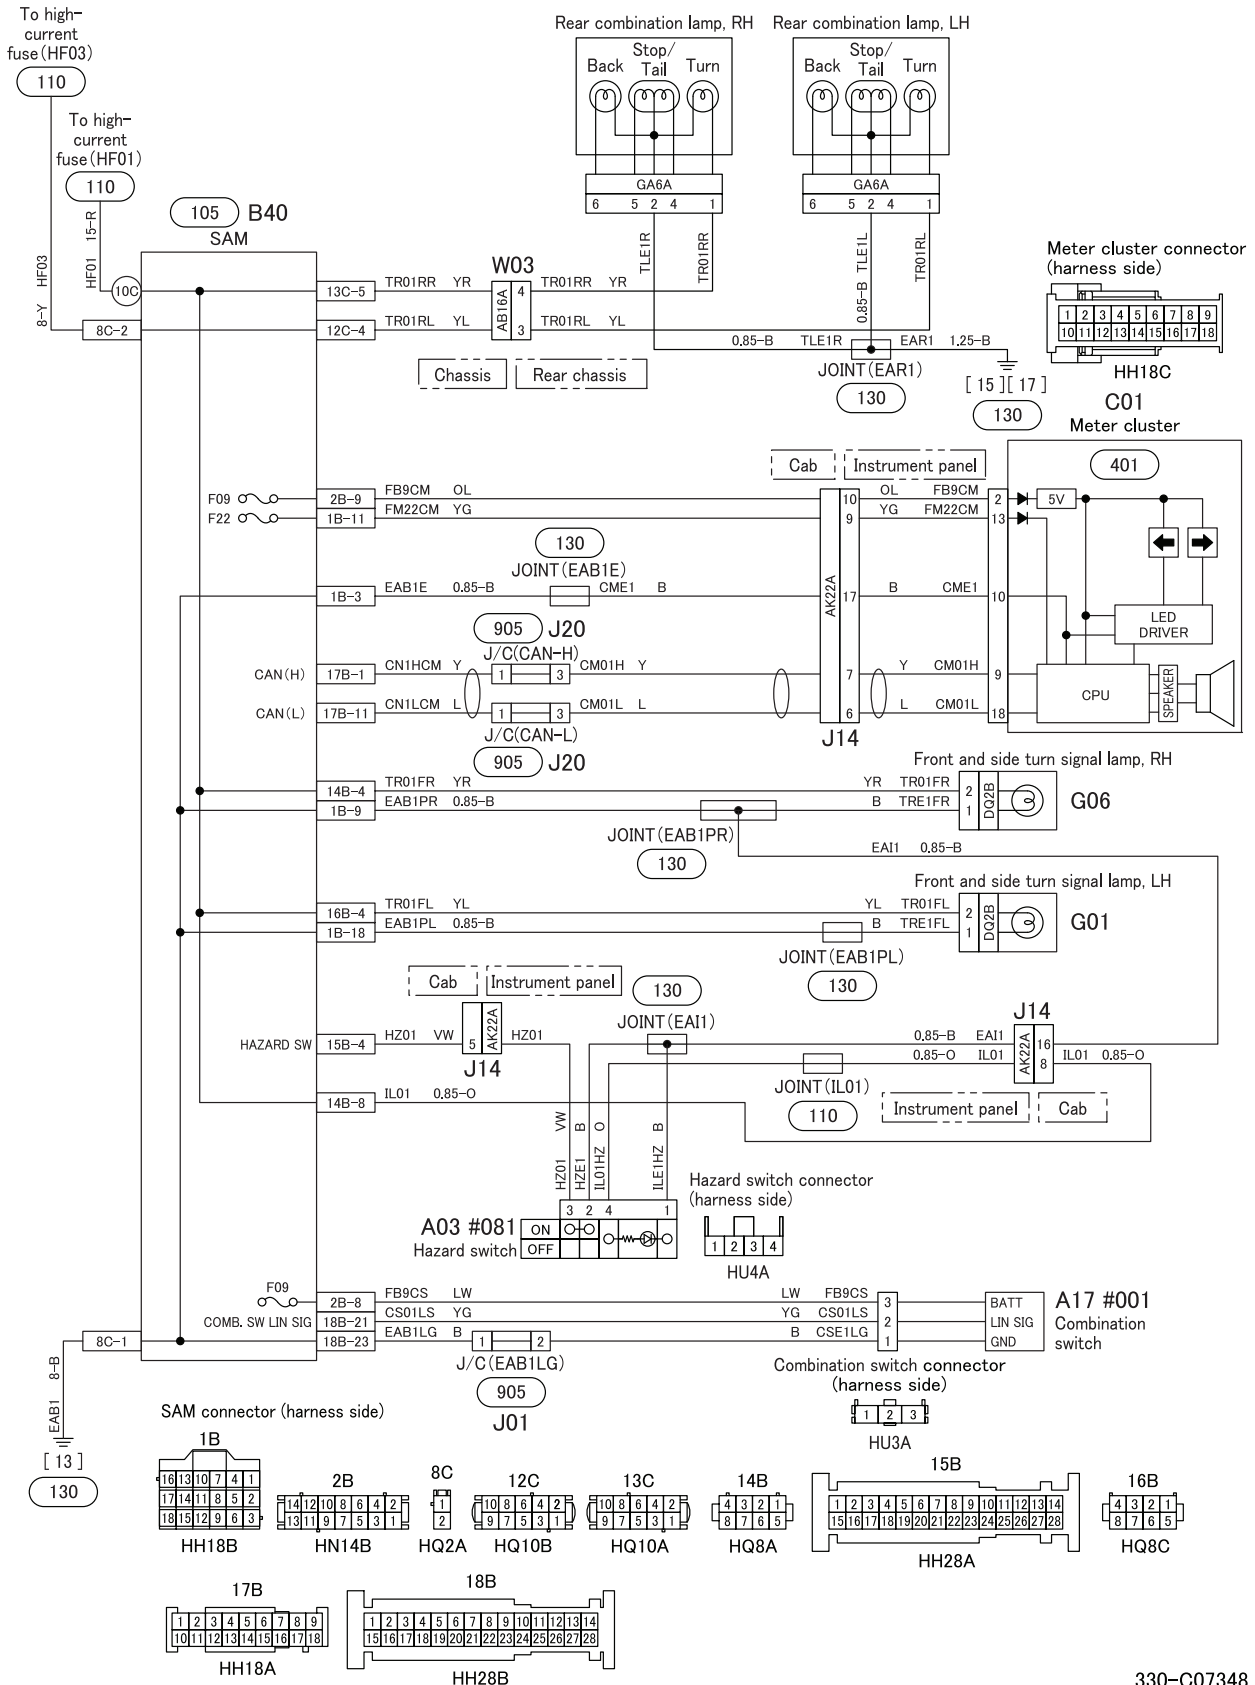 To high-
current
fuse(HF03)
110
To high-
current
fuse(HF01)
110
HF01 15-R
8-Y HF03
105 B40
SAM
10C
8C-2
Rear combination lamp, RH
Stop/
Back Tail Turn
GA6A
6 5 2 4 1
TLE1R
TR01RR
Rear combination lamp, LH
Stop/
Back Tail Turn
GA6A
6 5 2 4 1
0.85-B TLE1L
TR01RL
W03
AB16A
13C-5 TR01RR YR 4 TR01RR YR
12C-4 TR01RL YL 3 TR01RL YL
Chassis Rear chassis
0.85-B TLE1R EAR1 1.25-B
JOINT(EAR1)
130
[ 15 ][ 17 ]
130
Meter cluster connector
(harness side)
1 2 3 4 5 6 7 8 9
10 11 12 13 14 15 16 17 18
HH18C
C01
Meter cluster
401
Cab Instrument panel
F09 2B-9 FB9CM OL 10 OL FB9CM 2 5V
F22 1B-11 FM22CM YG 9 YG FM22CM 13
130
JOINT(EAB1E)
1B-3 EAB1E 0.85-B CME1 B AK22A 17 B CME1 10
LED
DRIVER
905 J20
J/C(CAN-H)
CAN(H) 17B-1 CN1HCM Y 1 3 CM01H Y 7 Y CM01H 9
CPU
SPEAKER
CAN(L) 17B-11 CN1LCM L 1 3 CM01L L 6 L CM01L 18
J/C(CAN-L)
J14
905 J20
Front and side turn signal lamp, RH
14B-4 TR01FR YR YR TR01FR 2
1B-9 EAB1PR 0.85-B B TRE1FR 1
DQ2B
G06
JOINT(EAB1PR)
130
EAI1 0.85-B
Front and side turn signal lamp, LH
16B-4 TR01FL YL YL TR01FL 2
1B-18 EAB1PL 0.85-B B TRE1FL 1
DQ2B
G01
JOINT(EAB1PL)
130
Cab Instrument panel
130
JOINT(EAI1)
HAZARD SW 15B-4 HZ01 VW 5 AK22A HZ01
J14
J14
0.85-B EAI1 16
0.85-O IL01 AK22A 8 IL01 0.85-O
JOINT(IL01)
110
Instrument panel Cab
14B-8 IL01 0.85-O
HZ01 VW
HZE1 B
IL01HZ O
ILE1HZ B
3 2 4 1
A03 #081
Hazard switch
ON
OFF
Hazard switch connector
(harness side)
1 2 3 4
HU4A
F09 2B-8 FB9CS LW LW FB9CS 3 BATT
COMB. SW LIN SIG 18B-21 CS01LS YG YG CS01LS 2 LIN SIG
8C-1 18B-23 EAB1LG B 1 2 B CSE1LG 1 GND
A17 #001
Combination
switch
J/C(EAB1LG)
905
J01
Combination switch connector
(harness side)
1 2 3
HU3A
EAB1 8-B
[ 13 ]
130
SAM connector (harness side)
1B
16 13 10 7 4 1
17 14 11 8 5 2
18 15 12 9 6 3
HH18B
2B
14 12 10 8 6 4 2
13 11 9 7 5 3 1
HN14B
8C
1
2
HQ2A
12C
10 8 6 4 2
9 7 5 3 1
HQ10B
13C
10 8 6 4 2
9 7 5 3 1
HQ10A
14B
4 3 2 1
8 7 6 5
HQ8A
15B
1 2 3 4 5 6 7 8 9 10 11 12 13 14
15 16 17 18 19 20 21 22 23 24 25 26 27 28
HH28A
16B
4 3 2 1
8 7 6 5
HQ8C
17B
1 2 3 4 5 6 7 8 9
10 11 12 13 14 15 16 17 18
HH18A
18B
1 2 3 4 5 6 7 8 9 10 11 12 13 14
15 16 17 18 19 20 21 22 23 24 25 26 27 28
HH28B
330-C07348